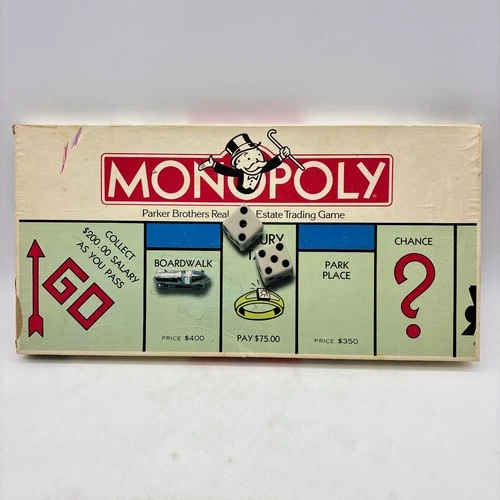 MONOPOLY®
Parker Brothers Real Estate Trading Game
COLLECT
$200.00 SALARY
AS YOU PASS
GO
BOARDWALK
PRICE $400
PAY $75.00
PARK
PLACE
PRICE $350
CHANCE
?